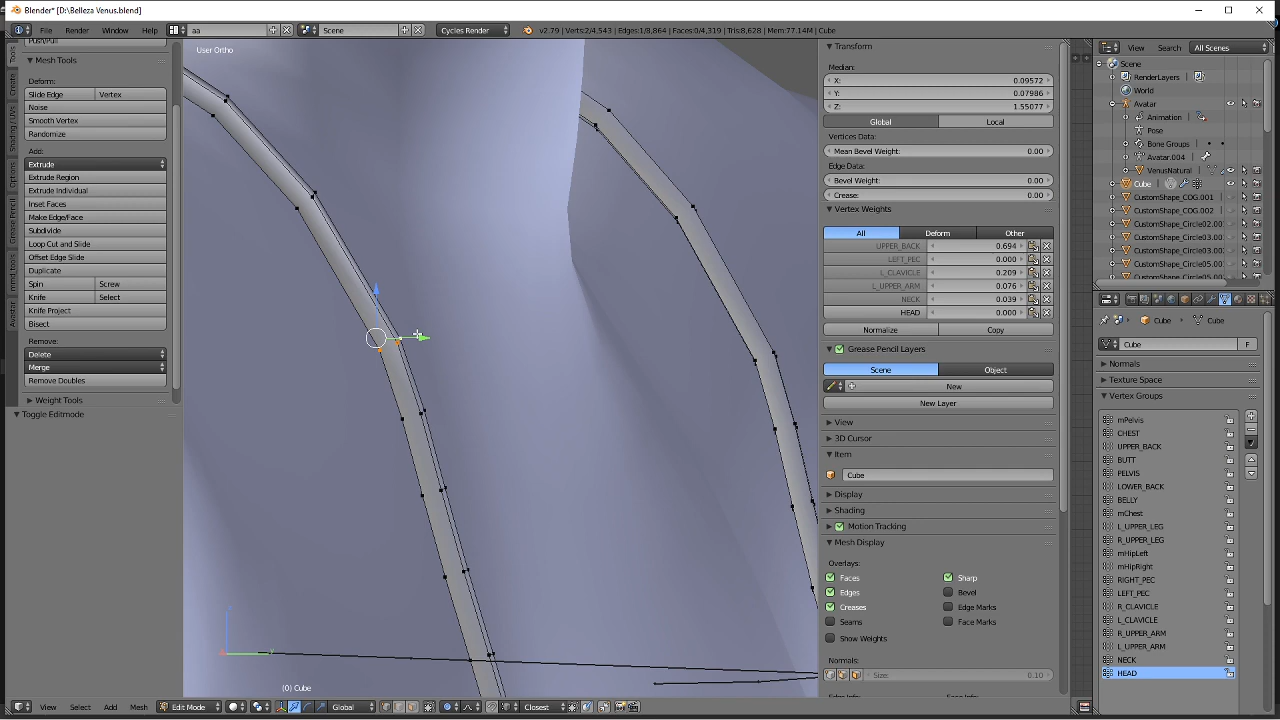 Blender* [D:\Belleza Venus.blend]
File Render Window Help aa Scene Cycles Render v2.79 | Verts:2/4,543 | Edges:1/8,864 | Faces:0/4,319 | Tris:8,628 | Mem:77.14M | Cube
Push/Pull
Mesh Tools
Deform:
Slide Edge Vertex
Noise
Smooth Vertex
Randomize
Add:
Extrude
Extrude Region
Extrude Individual
Inset Faces
Make Edge/Face
Subdivide
Loop Cut and Slide
Offset Edge Slide
Duplicate
Spin Screw
Knife Select
Knife Project
Bisect
Remove:
Delete
Merge
Remove Doubles
Weight Tools
Toggle Editmode
Tools
Create
Shading / UVs
Options
Grease Pencil
mmd_tools
Avastar
User Ortho
(0) Cube
Transform
Median:
X: 0.09572
Y: 0.07986
Z: 1.55077
Global Local
Vertices Data:
Mean Bevel Weight: 0.00
Edge Data:
Bevel Weight: 0.00
Crease: 0.00
Vertex Weights
All Deform Other
UPPER_BACK 0.694
LEFT_PEC 0.000
L_CLAVICLE 0.209
L_UPPER_ARM 0.076
NECK 0.039
HEAD 0.000
Normalize Copy
Grease Pencil Layers
Scene Object
New
New Layer
View
3D Cursor
Item
Cube
Display
Shading
Motion Tracking
Mesh Display
Overlays:
Faces Sharp
Edges Bevel
Creases Edge Marks
Seams Face Marks
Show Weights
Normals:
Size: 0.10
View Search All Scenes
Scene
RenderLayers
World
Avatar
Animation
Pose
Bone Groups
Avatar.004
VenusNatural
Cube
CustomShape_COG.001
CustomShape_COG.002
CustomShape_Circle02
CustomShape_Circle03
CustomShape_Circle03
CustomShape_Circle05
Cube Cube
Cube F
Normals
Texture Space
Vertex Groups
mPelvis
CHEST
UPPER_BACK
BUTT
PELVIS
LOWER_BACK
BELLY
mChest
L_UPPER_LEG
R_UPPER_LEG
mHipLeft
mHipRight
RIGHT_PEC
LEFT_PEC
R_CLAVICLE
L_CLAVICLE
R_UPPER_ARM
L_UPPER_ARM
NECK
HEAD
View Select Add Mesh Edit Mode Global Closest